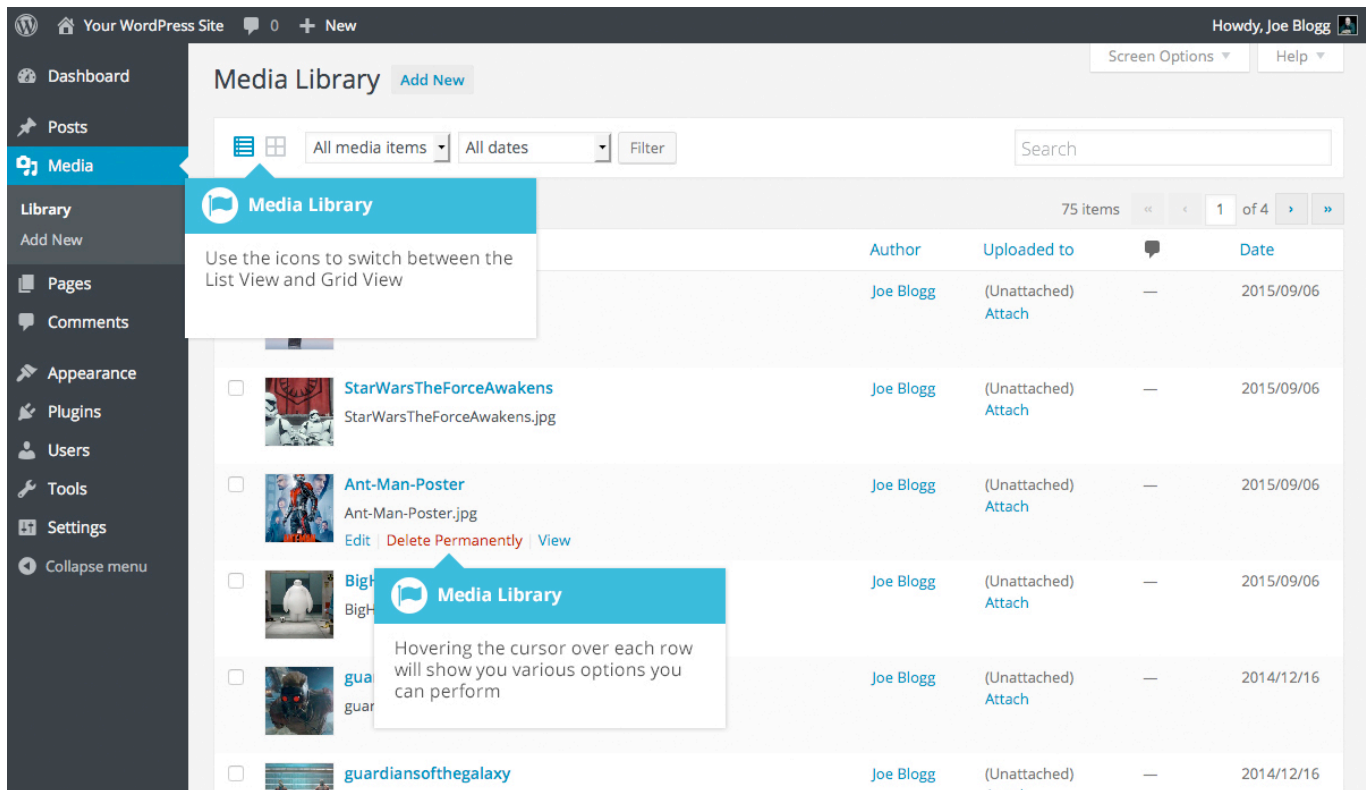 Your WordPress Site 0 + New Howdy, Joe Blogg
Screen Options Help
Dashboard
Posts
Media
Library
Add New
Pages
Comments
Appearance
Plugins
Users
Tools
Settings
Collapse menu
Media Library Add New
All media items All dates Filter Search
75 items « ‹ 1 of 4 › »
Media Library
Use the icons to switch between the
List View and Grid View
Author Uploaded to Date
Joe Blogg (Unattached) — 2015/09/06
Attach
StarWarsTheForceAwakens Joe Blogg (Unattached) — 2015/09/06
StarWarsTheForceAwakens.jpg Attach
Ant-Man-Poster Joe Blogg (Unattached) — 2015/09/06
Ant-Man-Poster.jpg Attach
Edit | Delete Permanently | View
BigH Joe Blogg (Unattached) — 2015/09/06
BigH Attach
Media Library
Hovering the cursor over each row
will show you various options you
can perform
gua Joe Blogg (Unattached) — 2014/12/16
guar Attach
guardiansofthegalaxy Joe Blogg (Unattached) — 2014/12/16